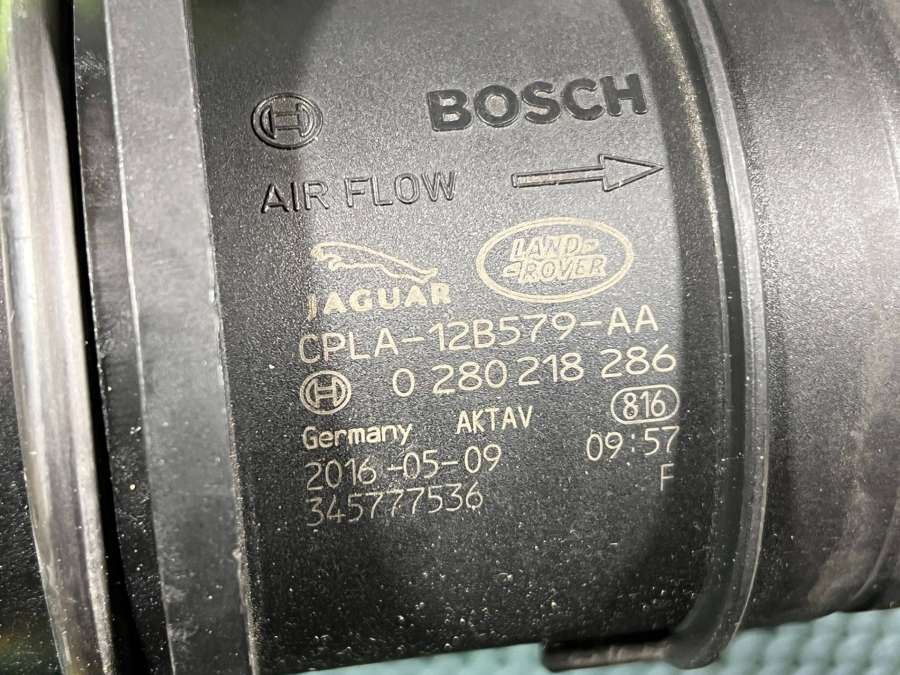 BOSCH
AIR FLOW
JAGUAR
LAND-
-ROVER
CPLA-12B579-AA
0 280 218 286
816
Germany AKTAV
2016-05-09 09:57
345777536 F